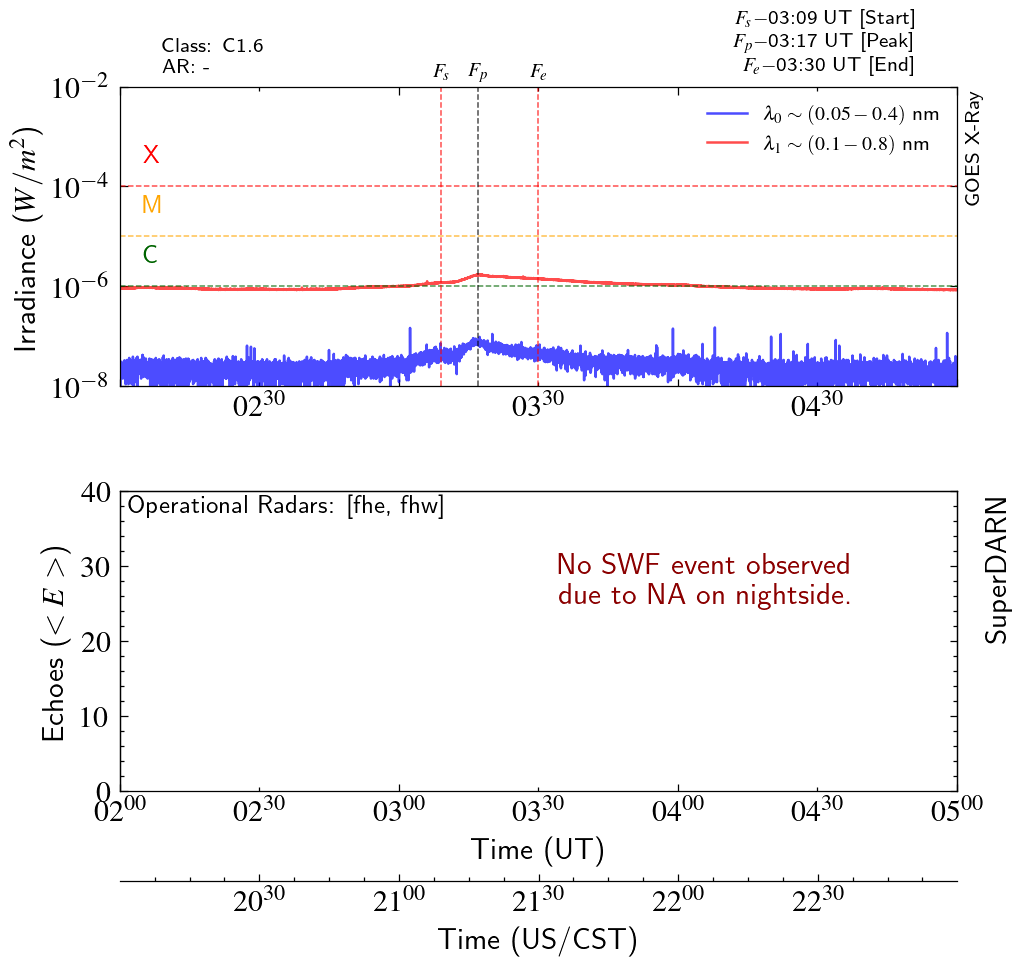 Class: C1.6
AR: -
F_s−03:09 UT [Start]
F_p−03:17 UT [Peak]
F_e−03:30 UT [End]
F_s F_p F_e
10^{-2}
10^{-4}
10^{-6}
10^{-8}
Irradiance (W/m^2)
X
M
C
λ_0 ~ (0.05 − 0.4) nm
λ_1 ~ (0.1 − 0.8) nm
GOES X-Ray
02^{30} 03^{30} 04^{30}
Operational Radars: [fhe, fhw]
No SWF event observed
due to NA on nightside.
Echoes (< E >)
40
30
20
10
0
SuperDARN
02^{00} 02^{30} 03^{00} 03^{30} 04^{00} 04^{30} 05^{00}
Time (UT)
20^{30} 21^{00} 21^{30} 22^{00} 22^{30}
Time (US/CST)